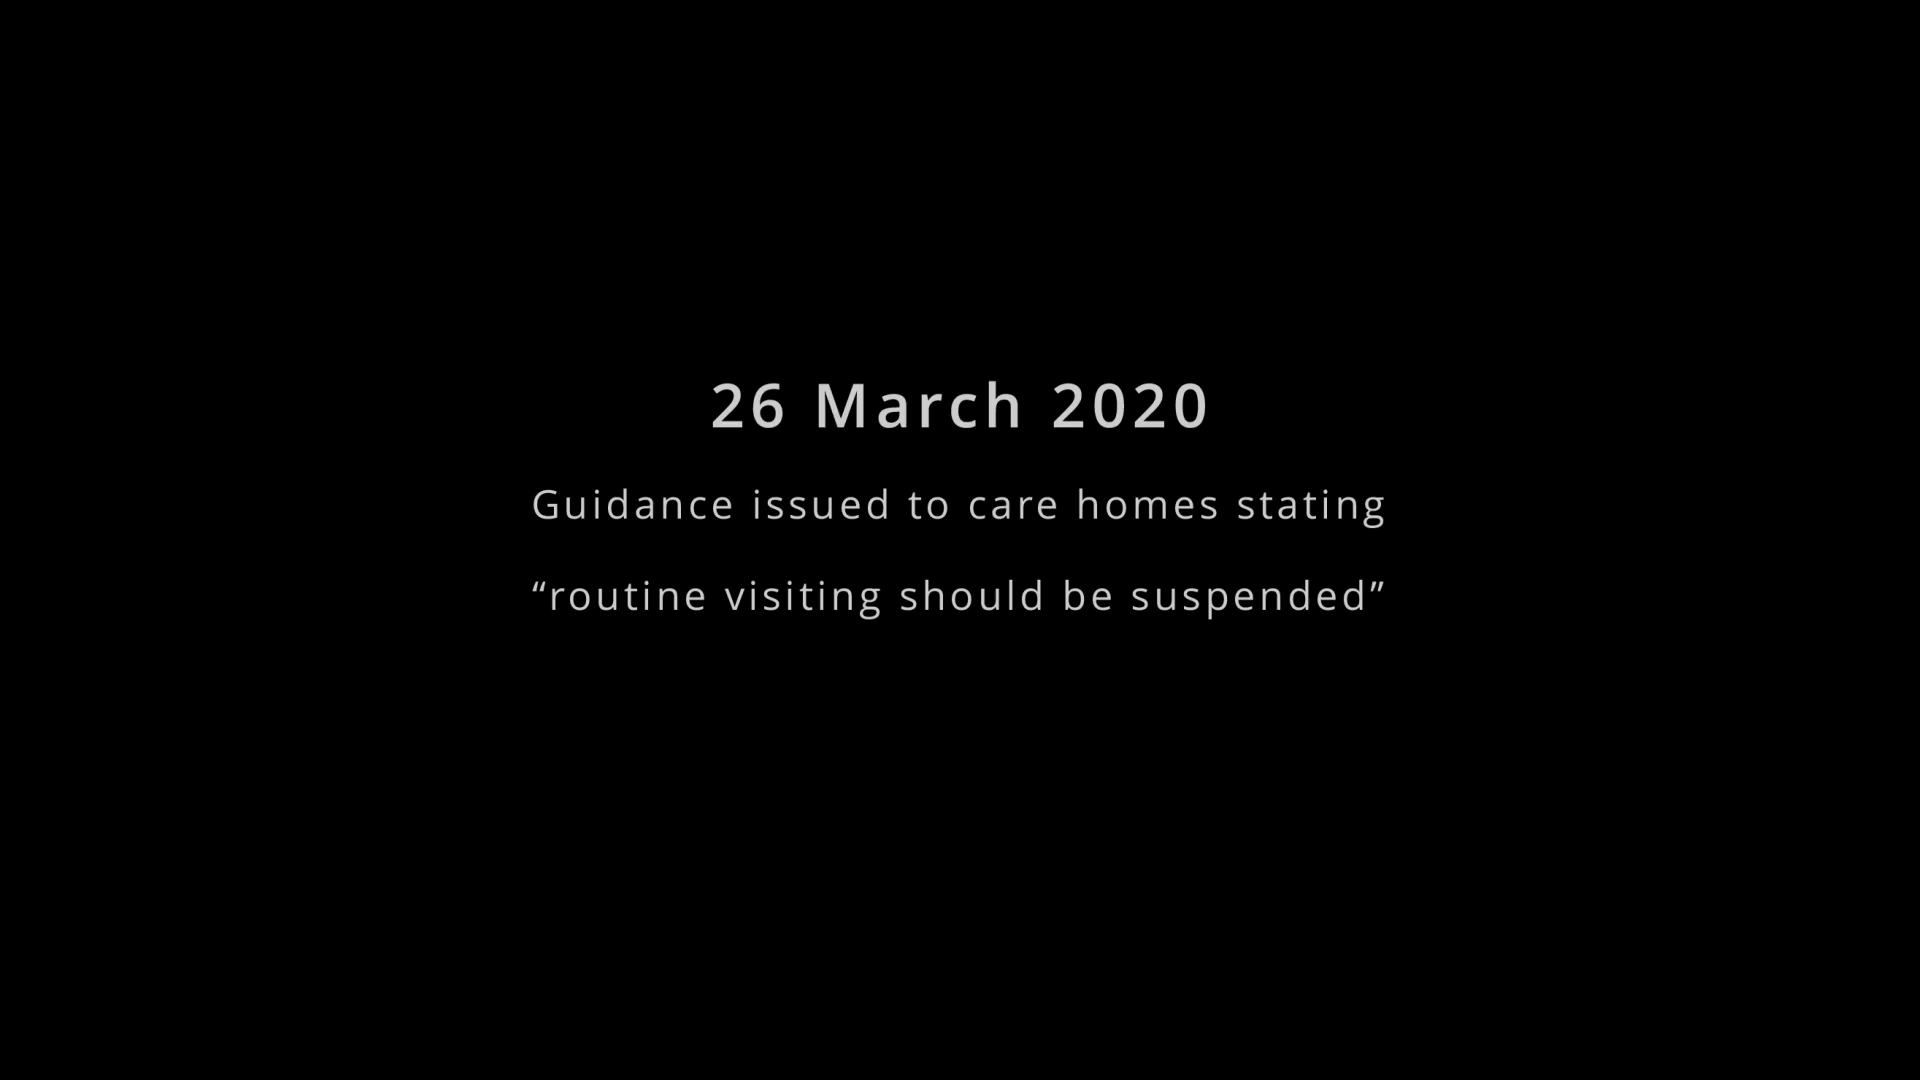 26 March 2020
Guidance issued to care homes stating
“routine visiting should be suspended”